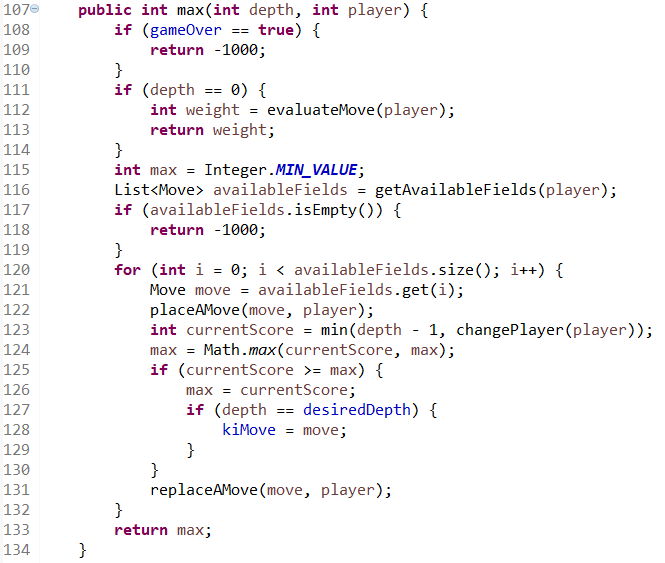 107 public int max(int depth, int player) {
108 if (gameOver == true) {
109 return -1000;
110 }
111 if (depth == 0) {
112 int weight = evaluateMove(player);
113 return weight;
114 }
115 int max = Integer.MIN_VALUE;
116 List<Move> availableFields = getAvailableFields(player);
117 if (availableFields.isEmpty()) {
118 return -1000;
119 }
120 for (int i = 0; i < availableFields.size(); i++) {
121 Move move = availableFields.get(i);
122 placeAMove(move, player);
123 int currentScore = min(depth - 1, changePlayer(player));
124 max = Math.max(currentScore, max);
125 if (currentScore >= max) {
126 max = currentScore;
127 if (depth == desiredDepth) {
128 kiMove = move;
129 }
130 }
131 replaceAMove(move, player);
132 }
133 return max;
134 }